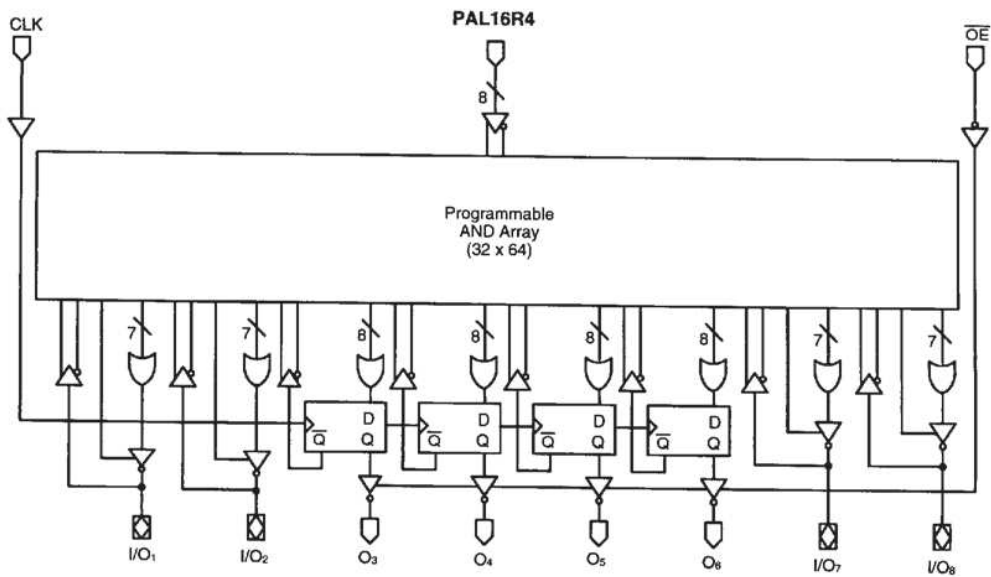 CLK
PAL16R4
OE
8
Programmable
AND Array
(32 x 64)
7
7
8
8
8
8
7
7
D
Q
Q
D
Q
Q
D
Q
Q
D
Q
Q
I/O1
I/O2
O3
O4
O5
O6
I/O7
I/O8